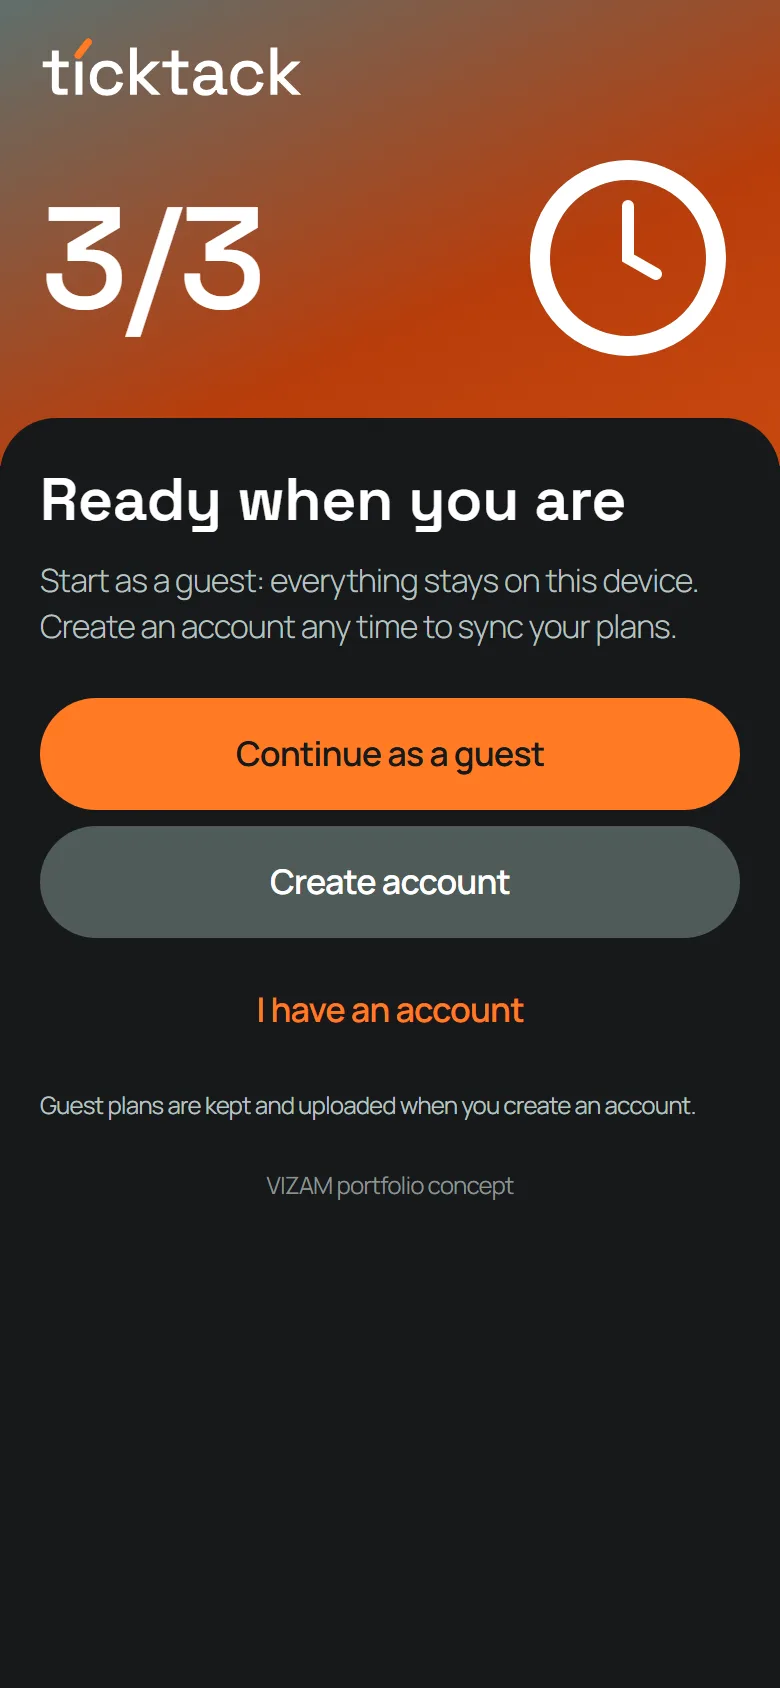 ticktack
3/3
Ready when you are
Start as a guest: everything stays on this device.
Create an account any time to sync your plans.
Continue as a guest
Create account
I have an account
Guest plans are kept and uploaded when you create an account.
VIZAM portfolio concept